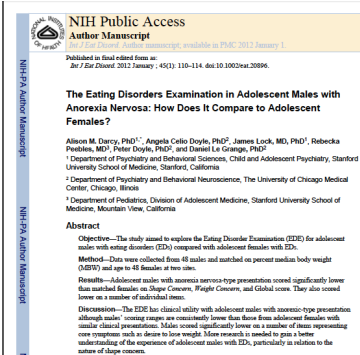 NATIONAL INSTITUTES OF HEALTH
NIH Public Access
Author Manuscript
Int J Eat Disord. Author manuscript; available in PMC 2012 January 1.
Published in final edited form as:
Int J Eat Disord. 2012 January ; 45(1): 110–114. doi:10.1002/eat.20896.
The Eating Disorders Examination in Adolescent Males with
Anorexia Nervosa: How Does It Compare to Adolescent
Females?
Alison M. Darcy, PhD1,*, Angela Celio Doyle, PhD2, James Lock, MD, PhD1, Rebecka
Peebles, MD3, Peter Doyle, PhD2, and Daniel Le Grange, PhD2
1 Department of Psychiatry and Behavioral Sciences, Child and Adolescent Psychiatry, Stanford
University School of Medicine, Stanford, California
2 Department of Psychiatry and Behavioral Neuroscience, The University of Chicago Medical
Center, Chicago, Illinois
3 Department of Pediatrics, Division of Adolescent Medicine, Stanford University School of
Medicine, Mountain View, California
Abstract
Objective—The study aimed to explore the Eating Disorder Examination (EDE) for adolescent
males with eating disorders (EDs) compared with adolescent females with EDs.
Method—Data were collected from 48 males and matched on percent median body weight
(MBW) and age to 48 females at two sites.
Results—Adolescent males with anorexia nervosa-type presentation scored significantly lower
than matched females on Shape Concern, Weight Concern, and Global score. They also scored
lower on a number of individual items.
Discussion—The EDE has clinical utility with adolescent males with anorexic-type presentation
although males' scoring ranges are consistently lower than those from adolescent females with
similar clinical presentations. Males scored significantly lower on a number of items representing
core symptoms such as desire to lose weight. More research is needed to gain a better
understanding of the experience of adolescent males with EDs, particularly in relation to the
nature of shape concern.
NIH-PA Author Manuscript
NIH-PA Author Manuscript